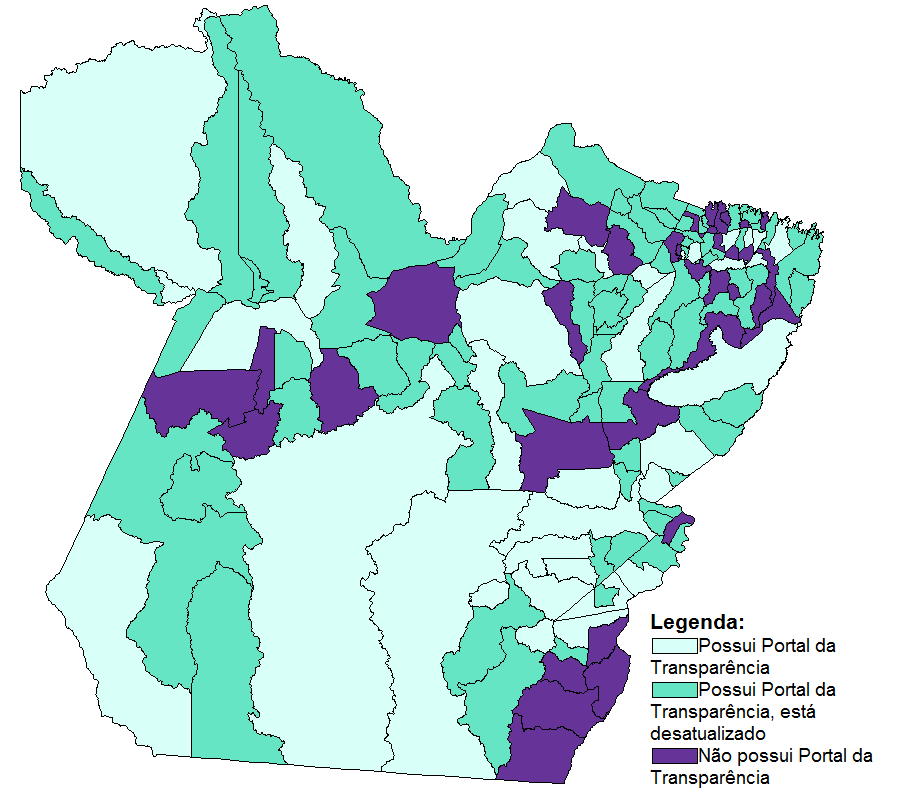 Legenda:
Possui Portal da
Transparência
Possui Portal da
Transparência, está
desatualizado
Não possui Portal da
Transparência